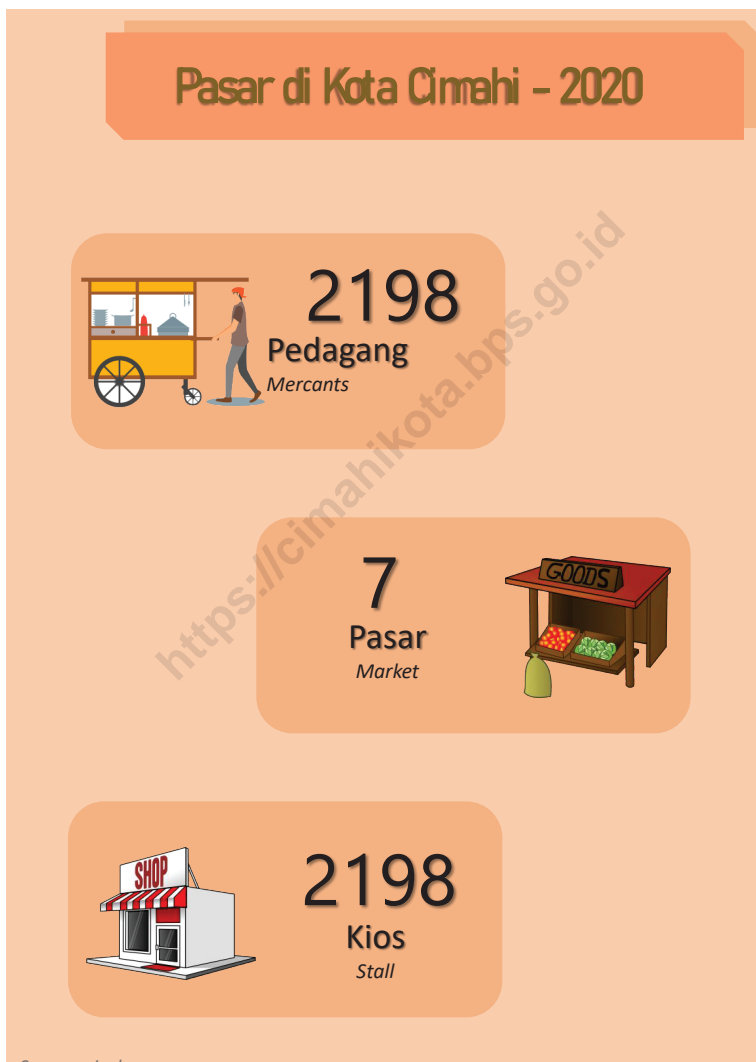 Pasar di Kota Cimahi - 2020
2198
Pedagang
Mercants
7
Pasar
Market
GOODS
SHOP
2198
Kios
Stall
https://cimahikota.bps.go.id